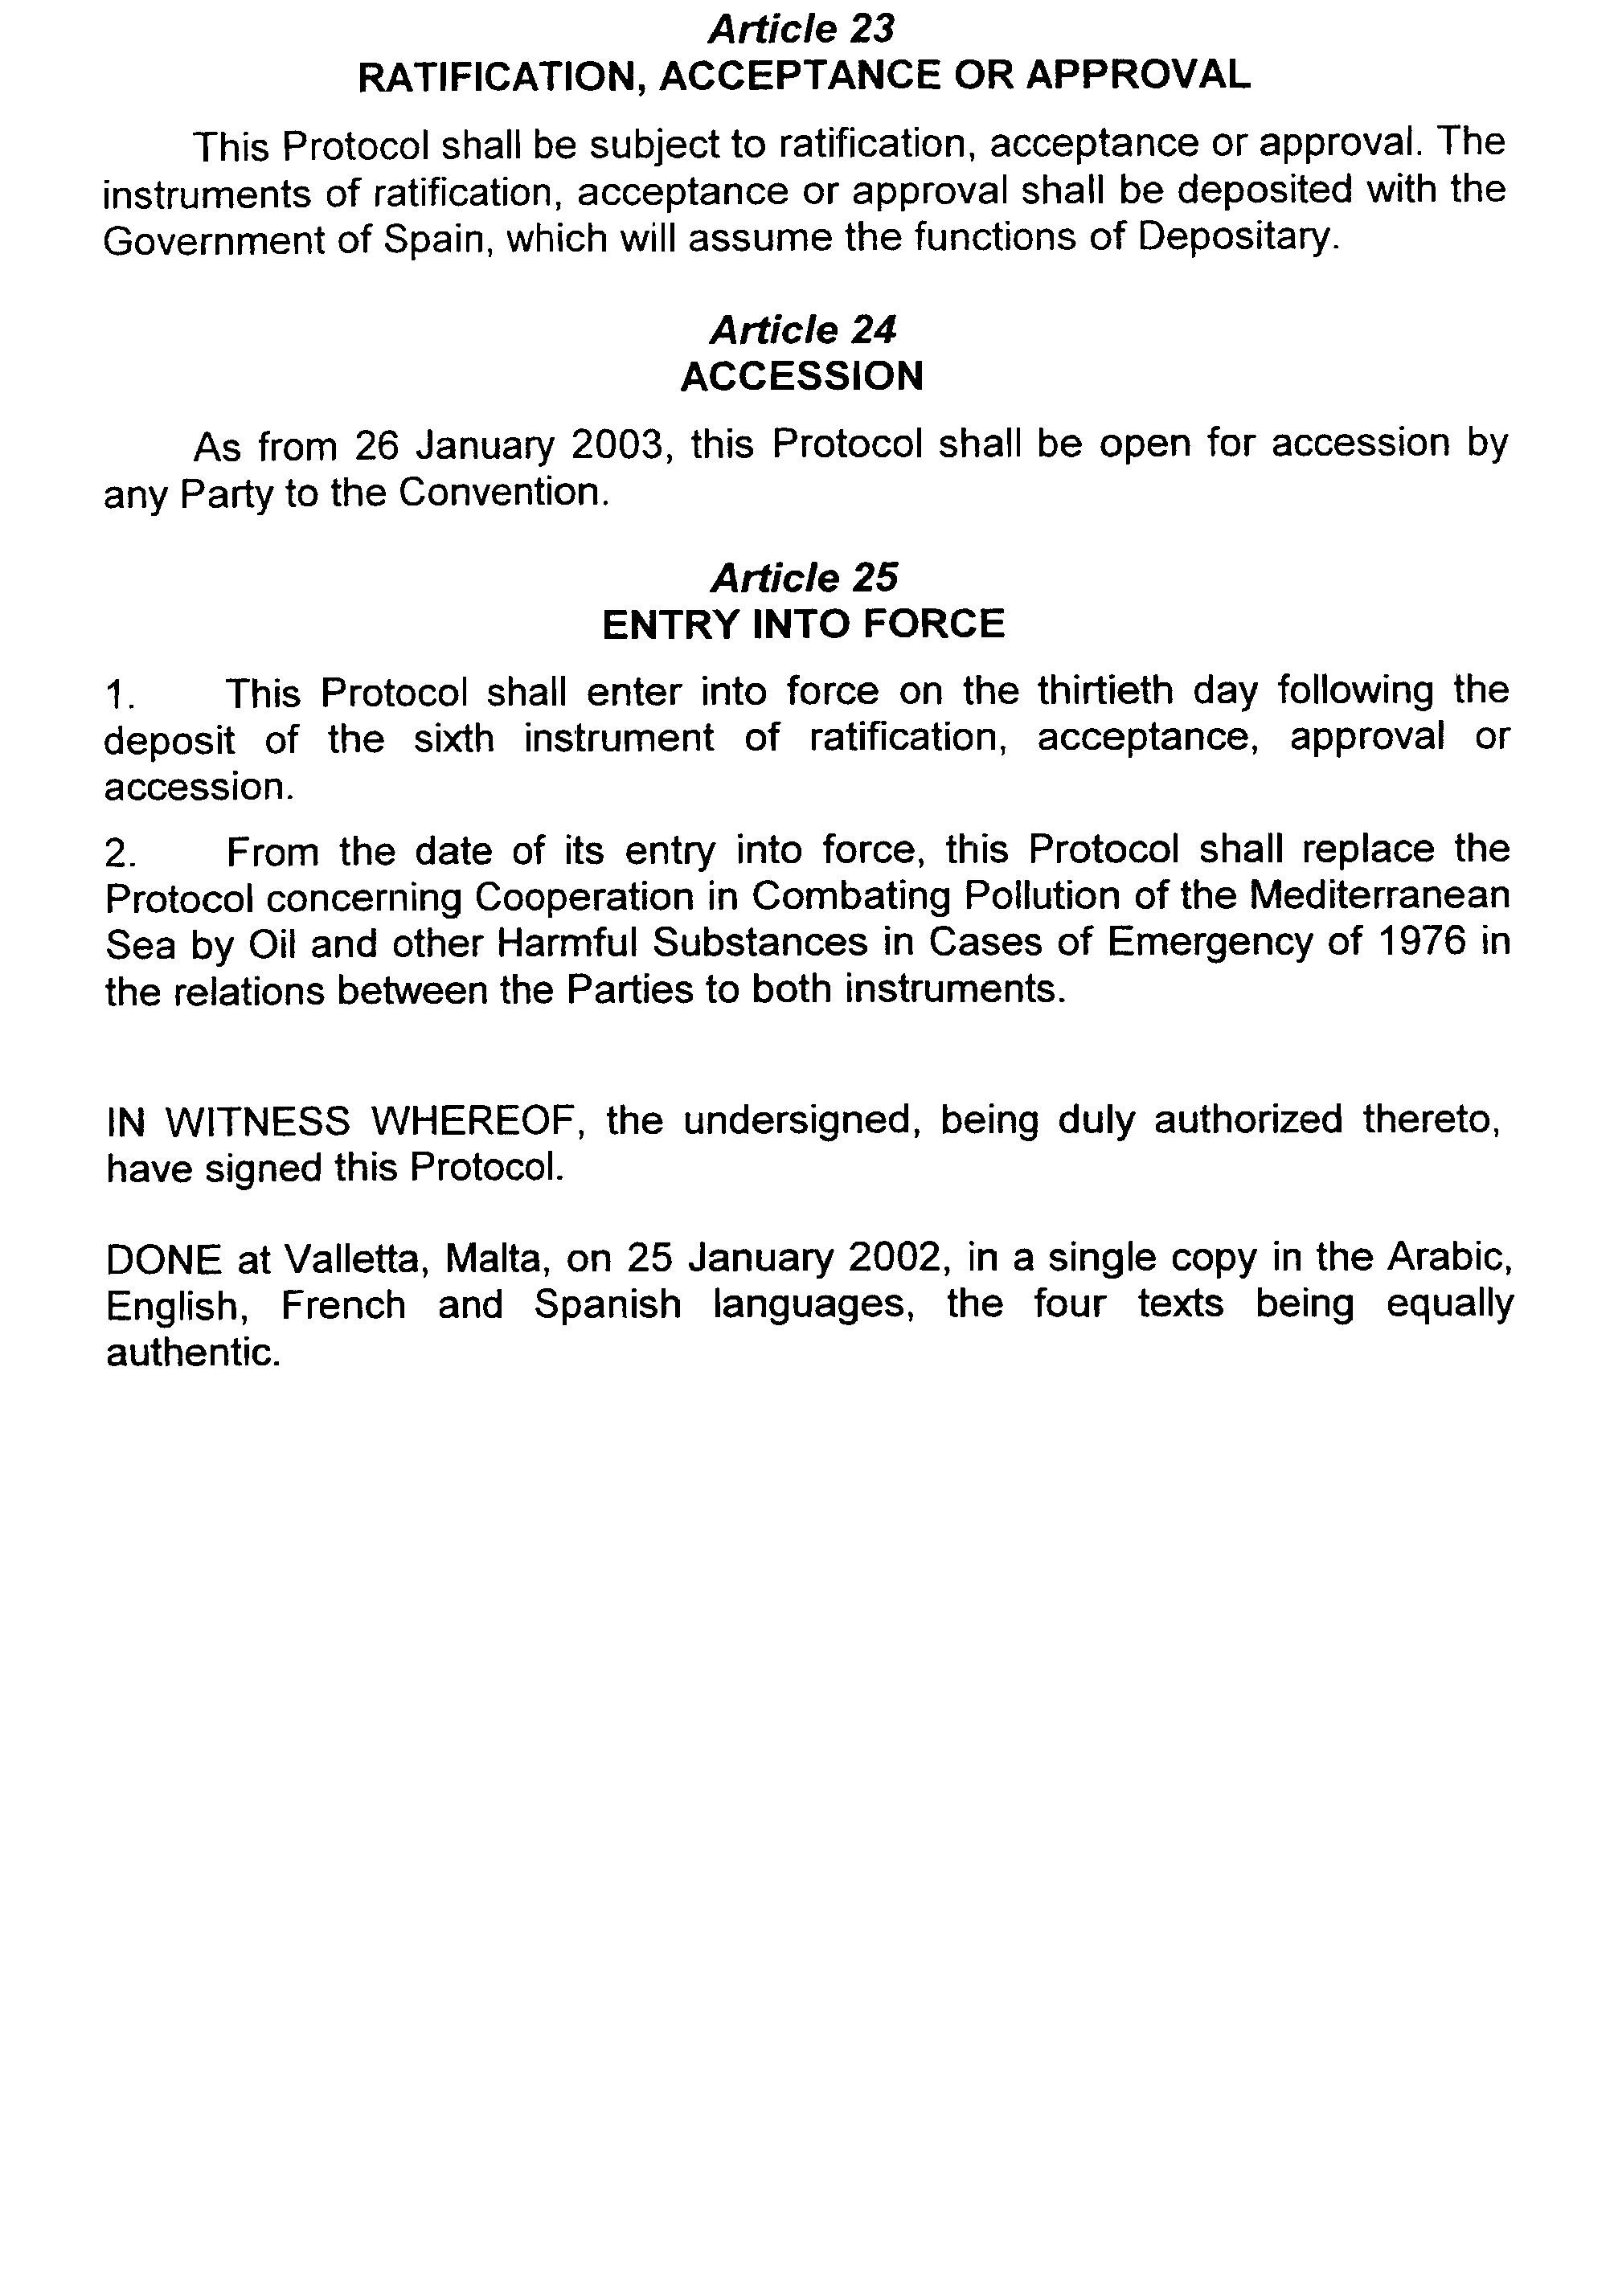 Article 23
RATIFICATION, ACCEPTANCE OR APPROVAL
This Protocol shall be subject to ratification, acceptance or approval. The
instruments of ratification, acceptance or approval shall be deposited with the
Government of Spain, which will assume the functions of Depositary.
Article 24
ACCESSION
As from 26 January 2003, this Protocol shall be open for accession by
any Party to the Convention.
Article 25
ENTRY INTO FORCE
1. This Protocol shall enter into force on the thirtieth day following the
deposit of the sixth instrument of ratification, acceptance, approval or
accession.
2. From the date of its entry into force, this Protocol shall replace the
Protocol concerning Cooperation in Combating Pollution of the Mediterranean
Sea by Oil and other Harmful Substances in Cases of Emergency of 1976 in
the relations between the Parties to both instruments.
IN WITNESS WHEREOF, the undersigned, being duly authorized thereto,
have signed this Protocol.
DONE at Valletta, Malta, on 25 January 2002, in a single copy in the Arabic,
English, French and Spanish languages, the four texts being equally
authentic.